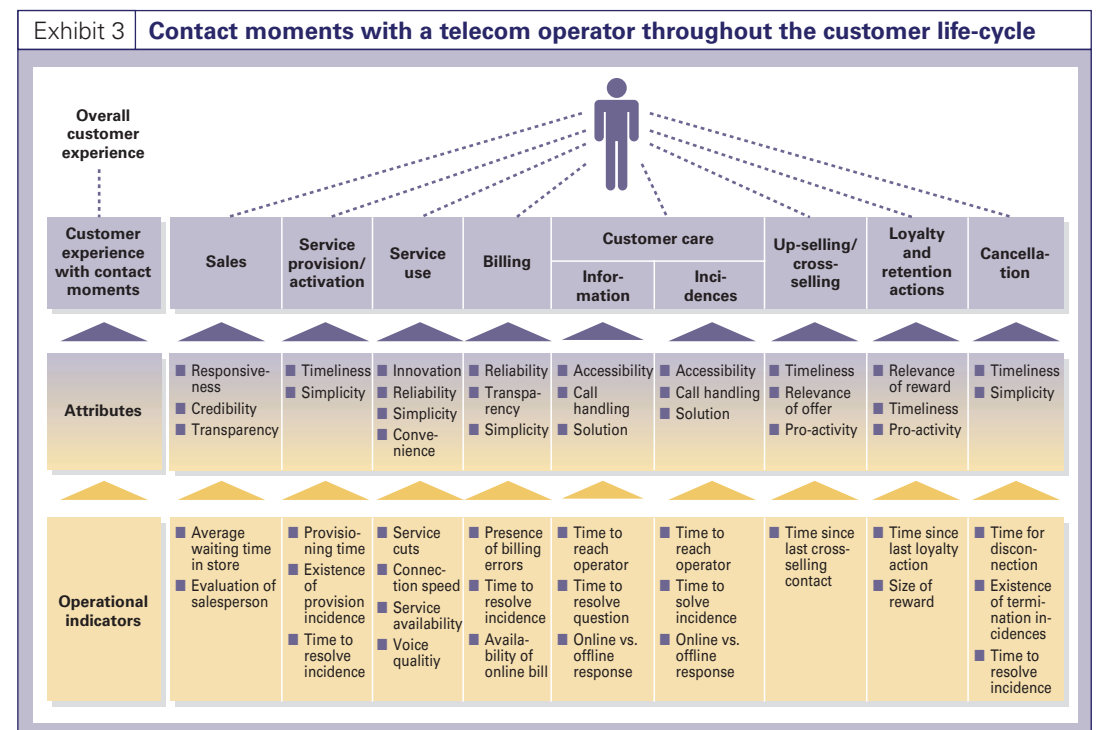 Exhibit 3
Contact moments with a telecom operator throughout the customer life-cycle
Overall
customer
experience
Customer
experience
with contact
moments
Sales
Service
provision/
activation
Service
use
Billing
Customer care
Infor-
mation
Inci-
dences
Up-selling/
cross-
selling
Loyalty
and
retention
actions
Cancella-
tion
Attributes
Responsive-
ness
Credibility
Transparency
Timeliness
Simplicity
Innovation
Reliability
Simplicity
Conve-
nience
Reliability
Transpa-
rency
Simplicity
Accessibility
Call
handling
Solution
Accessibility
Call handling
Solution
Timeliness
Relevance
of offer
Pro-activity
Relevance
of reward
Timeliness
Pro-activity
Timeliness
Simplicity
Operational
indicators
Average
waiting time
in store
Evaluation of
salesperson
Provisio-
ning time
Existence
of
provision
incidence
Time to
resolve
incidence
Service
cuts
Connec-
tion speed
Service
availability
Voice
qualitiy
Presence
of billing
errors
Time to
resolve
incidence
Availa-
bility of
online bill
Time to
reach
operator
Time to
resolve
question
Online vs.
offline
response
Time to
reach
operator
Time to
solve
incidence
Online vs.
offline
response
Time since
last cross-
selling
contact
Time since
last loyalty
action
Size of
reward
Time for
discon-
nection
Existence
of termi-
nation in-
cidences
Time to
resolve
incidence